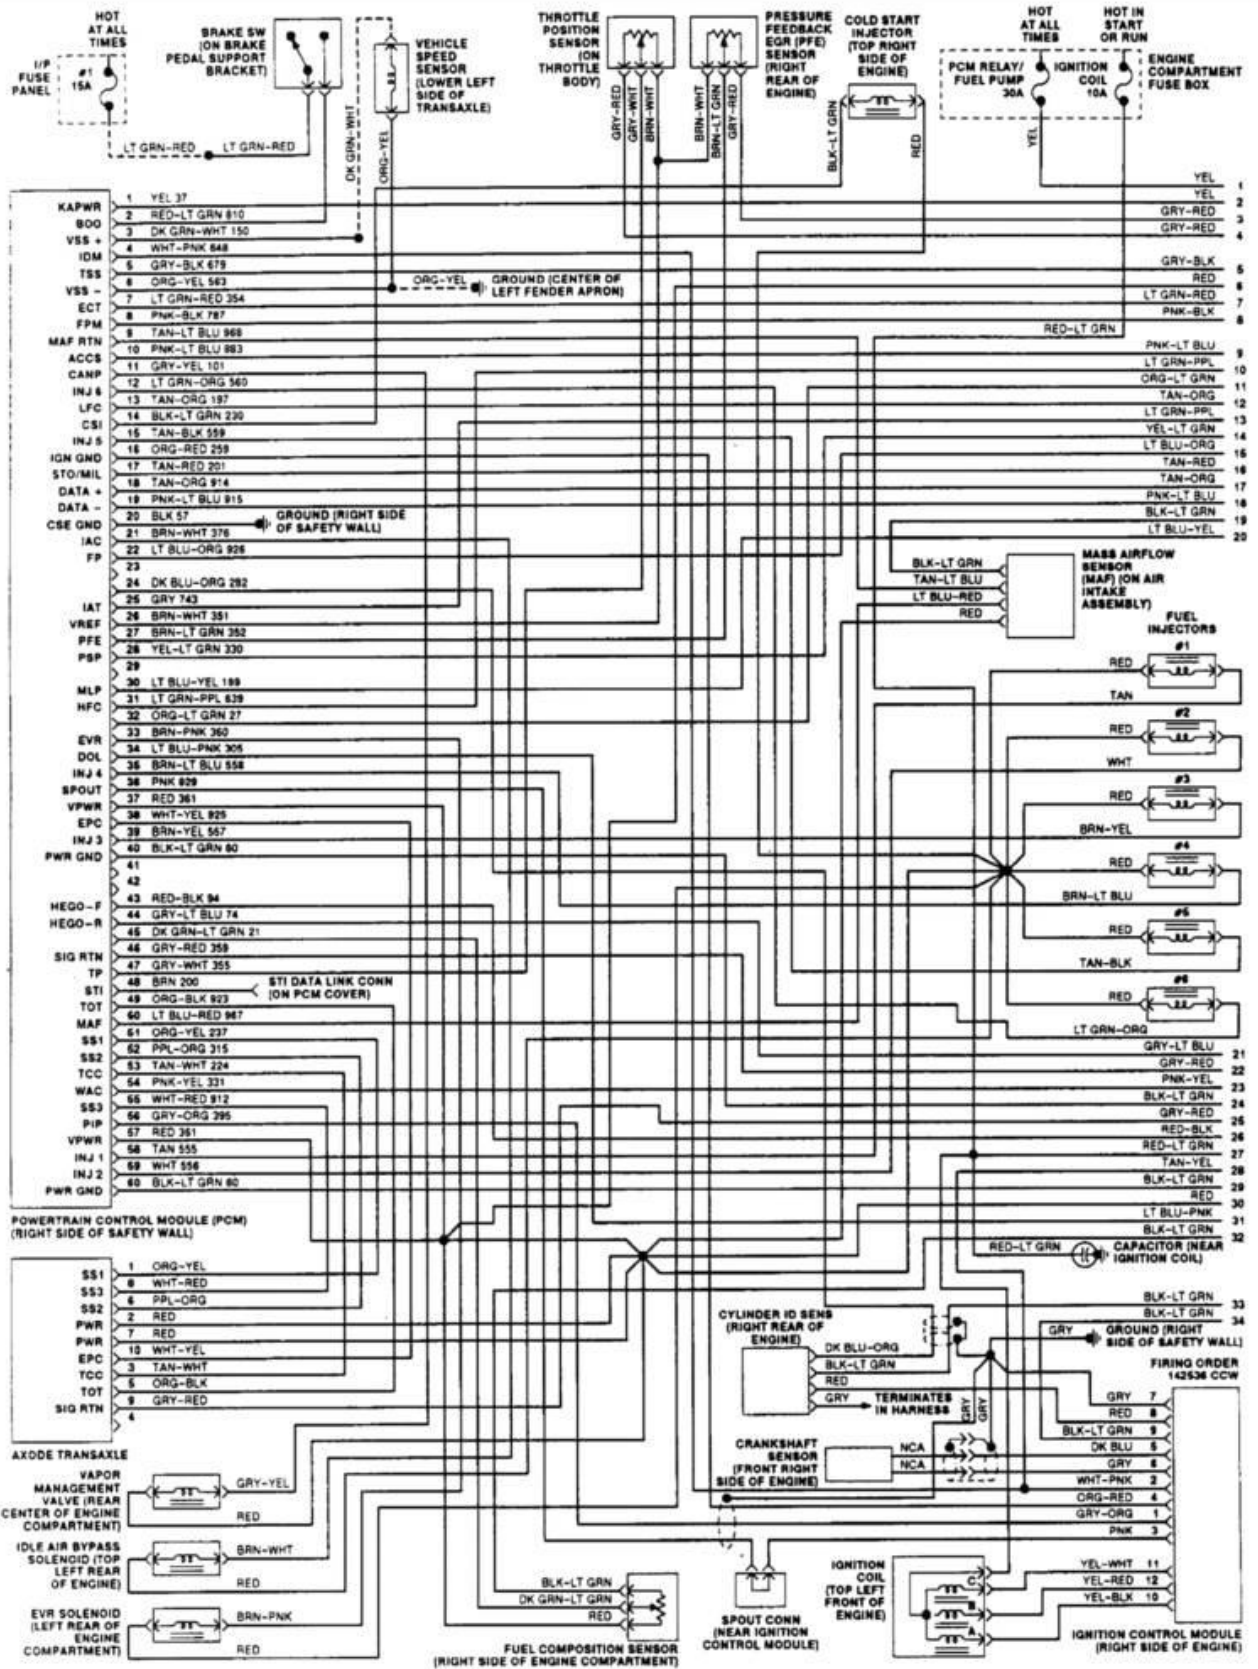 HOT
AT ALL
TIMES
I/P
FUSE
PANEL
#1
15A
BRAKE SW
(ON BRAKE
PEDAL SUPPORT
BRACKET)
LT GRN-RED
LT GRN-RED
DK GRN-WHT
ORG-YEL
VEHICLE
SPEED
SENSOR
(LOWER LEFT
SIDE OF
TRANSAXLE)
THROTTLE
POSITION
SENSOR
(ON
THROTTLE
BODY)
GRY-RED
GRY-WHT
BRN-WHT
BRN-WHT
BRN-LT GRN
GRY-RED
PRESSURE
FEEDBACK
EGR (PFE)
SENSOR
(RIGHT
REAR OF
ENGINE)
COLD START
INJECTOR
(TOP RIGHT
SIDE OF
ENGINE)
BLK-LT GRN
RED
HOT
AT ALL
TIMES
HOT IN
START
OR RUN
PCM RELAY/
FUEL PUMP
30A
IGNITION
COIL
10A
ENGINE
COMPARTMENT
FUSE BOX
YEL
KAPWR 1 YEL 37
BOO 2 RED-LT GRN 810
VSS + 3 DK GRN-WHT 150
IDM 4 WHT-PNK 648
TSS 5 GRY-BLK 679
VSS - 6 ORG-YEL 563
ECT 7 LT GRN-RED 354
FPM 8 PNK-BLK 787
MAF RTN 9 TAN-LT BLU 968
ACCS 10 PNK-LT BLU 883
CANP 11 GRY-YEL 101
INJ 6 12 LT GRN-ORG 560
LFC 13 TAN-ORG 197
CSI 14 BLK-LT GRN 230
INJ 5 15 TAN-BLK 559
IGN GND 16 ORG-RED 259
STO/MIL 17 TAN-RED 201
DATA + 18 TAN-ORG 914
DATA - 19 PNK-LT BLU 915
CSE GND 20 BLK 57
IAC 21 BRN-WHT 376
FP 22 LT BLU-ORG 926
23
24 DK BLU-ORG 282
IAT 25 GRY 743
VREF 26 BRN-WHT 351
PFE 27 BRN-LT GRN 352
PSP 28 YEL-LT GRN 330
29
MLP 30 LT BLU-YEL 199
HFC 31 LT GRN-PPL 639
32 ORG-LT GRN 27
EVR 33 BRN-PNK 360
DOL 34 LT BLU-PNK 305
INJ 4 35 BRN-LT BLU 558
SPOUT 36 PNK 929
VPWR 37 RED 361
EPC 38 WHT-YEL 925
INJ 3 39 BRN-YEL 557
PWR GND 40 BLK-LT GRN 60
41
42
HEGO-F 43 RED-BLK 94
HEGO-R 44 GRY-LT BLU 74
45 DK GRN-LT GRN 21
SIG RTN 46 GRY-RED 359
TP 47 GRY-WHT 355
STI 48 BRN 200
TOT 49 ORG-BLK 923
MAF 50 LT BLU-RED 967
SS1 51 ORG-YEL 237
SS2 52 PPL-ORG 315
TCC 53 TAN-WHT 224
WAC 54 PNK-YEL 331
SS3 55 WHT-RED 912
PIP 56 GRY-ORG 395
VPWR 57 RED 361
INJ 1 58 TAN 555
INJ 2 59 WHT 556
PWR GND 60 BLK-LT GRN 60
POWERTRAIN CONTROL MODULE (PCM)
(RIGHT SIDE OF SAFETY WALL)
ORG-YEL
GROUND (CENTER OF
LEFT FENDER APRON)
GROUND (RIGHT SIDE
OF SAFETY WALL)
STI DATA LINK CONN
(ON PCM COVER)
YEL 1
YEL 2
GRY-RED 3
GRY-RED 4
GRY-BLK 5
RED 6
LT GRN-RED 7
PNK-BLK 8
RED-LT GRN
PNK-LT BLU 9
LT GRN-PPL 10
ORG-LT GRN 11
TAN-ORG 12
LT GRN-PPL 13
YEL-LT GRN 14
LT BLU-ORG 15
TAN-RED 16
TAN-ORG 17
PNK-LT BLU 18
BLK-LT GRN 19
LT BLU-YEL 20
BLK-LT GRN
TAN-LT BLU
LT BLU-RED
RED
MASS AIRFLOW
SENSOR
(MAF) (ON AIR
INTAKE
ASSEMBLY)
FUEL
INJECTORS
#1
RED
TAN
#2
RED
WHT
#3
RED
BRN-YEL
#4
RED
BRN-LT BLU
#5
RED
TAN-BLK
#6
RED
LT GRN-ORG
GRY-LT BLU 21
GRY-RED 22
PNK-YEL 23
BLK-LT GRN 24
GRY-RED 25
RED-BLK 26
RED-LT GRN 27
TAN-YEL 28
BLK-LT GRN 29
RED 30
LT BLU-PNK 31
BLK-LT GRN 32
RED-LT GRN
CAPACITOR (NEAR
IGNITION COIL)
BLK-LT GRN 33
BLK-LT GRN 34
GRY
GROUND (RIGHT
SIDE OF SAFETY WALL)
SS1 1 ORG-YEL
SS3 8 WHT-RED
SS2 6 PPL-ORG
PWR 2 RED
PWR 7 RED
EPC 10 WHT-YEL
TCC 3 TAN-WHT
TOT 5 ORG-BLK
SIG RTN 9 GRY-RED
4
AXODE TRANSAXLE
VAPOR
MANAGEMENT
VALVE (REAR
CENTER OF ENGINE
COMPARTMENT)
GRY-YEL
RED
IDLE AIR BYPASS
SOLENOID (TOP
LEFT REAR
OF ENGINE)
BRN-WHT
RED
EVR SOLENOID
(LEFT REAR OF
ENGINE
COMPARTMENT)
BRN-PNK
RED
CYLINDER ID SENS
(RIGHT REAR OF
ENGINE)
DK BLU-ORG
BLK-LT GRN
RED
GRY
TERMINATES
IN HARNESS
GRY
GRY
CRANKSHAFT
SENSOR
(FRONT RIGHT
SIDE OF ENGINE)
NCA
NCA
FIRING ORDER
142536 CCW
GRY 7
RED 8
BLK-LT GRN 9
DK BLU 5
GRY 6
WHT-PNK 2
ORG-RED 4
GRY-ORG 1
PNK 3
YEL-WHT 11
YEL-RED 12
YEL-BLK 10
IGNITION CONTROL MODULE
(RIGHT SIDE OF ENGINE)
IGNITION
COIL
(TOP LEFT
FRONT OF
ENGINE)
C
B
A
SPOUT CONN
(NEAR IGNITION
CONTROL MODULE)
BLK-LT GRN
DK GRN-LT GRN
RED
FUEL COMPOSITION SENSOR
(RIGHT SIDE OF ENGINE COMPARTMENT)